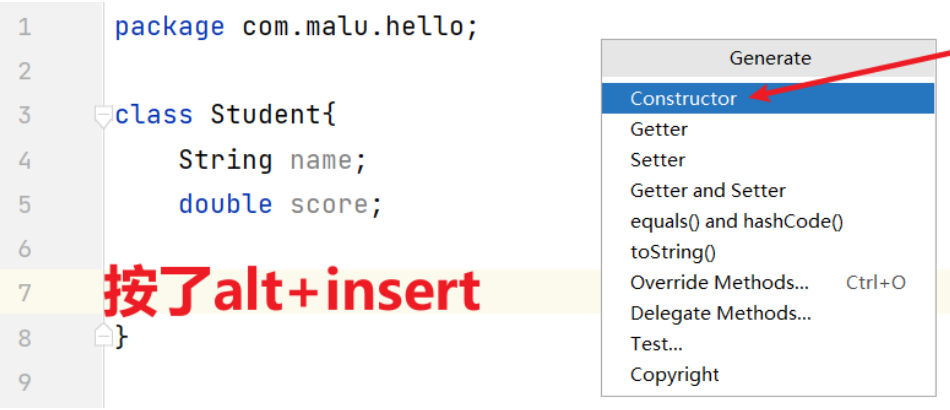 1 package com.malu.hello;
2
3 class Student{
4 String name;
5 double score;
6
7 按了alt+insert
8 }
9
Generate
Constructor
Getter
Setter
Getter and Setter
equals() and hashCode()
toString()
Override Methods... Ctrl+O
Delegate Methods...
Test...
Copyright